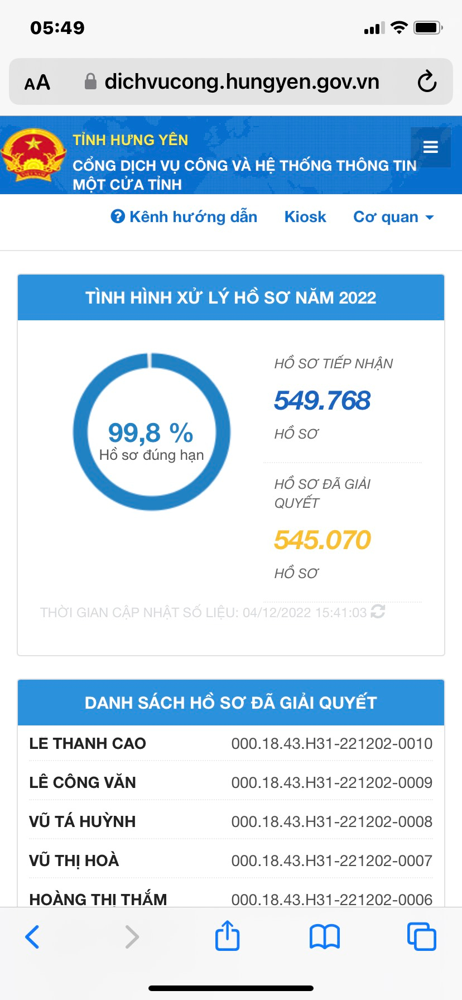 05:49
AA dichvucong.hungyen.gov.vn
TỈNH HƯNG YÊN
CỔNG DỊCH VỤ CÔNG VÀ HỆ THỐNG THÔNG TIN
MỘT CỬA TỈNH
Kênh hướng dẫn Kiosk Cơ quan
TÌNH HÌNH XỬ LÝ HỒ SƠ NĂM 2022
99,8 %
Hồ sơ đúng hạn
HỒ SƠ TIẾP NHẬN
549.768
HỒ SƠ
HỒ SƠ ĐÃ GIẢI
QUYẾT
545.070
HỒ SƠ
THỜI GIAN CẬP NHẬT SỐ LIỆU: 04/12/2022 15:41:03
DANH SÁCH HỒ SƠ ĐÃ GIẢI QUYẾT
LÊ THANH CAO 000.18.43.H31-221202-0010
LÊ CÔNG VĂN 000.18.43.H31-221202-0009
VŨ TÁ HUỲNH 000.18.43.H31-221202-0008
VŨ THỊ HOÀ 000.18.43.H31-221202-0007
HOÀNG THỊ THẮM 000.18.43.H31-221202-0006